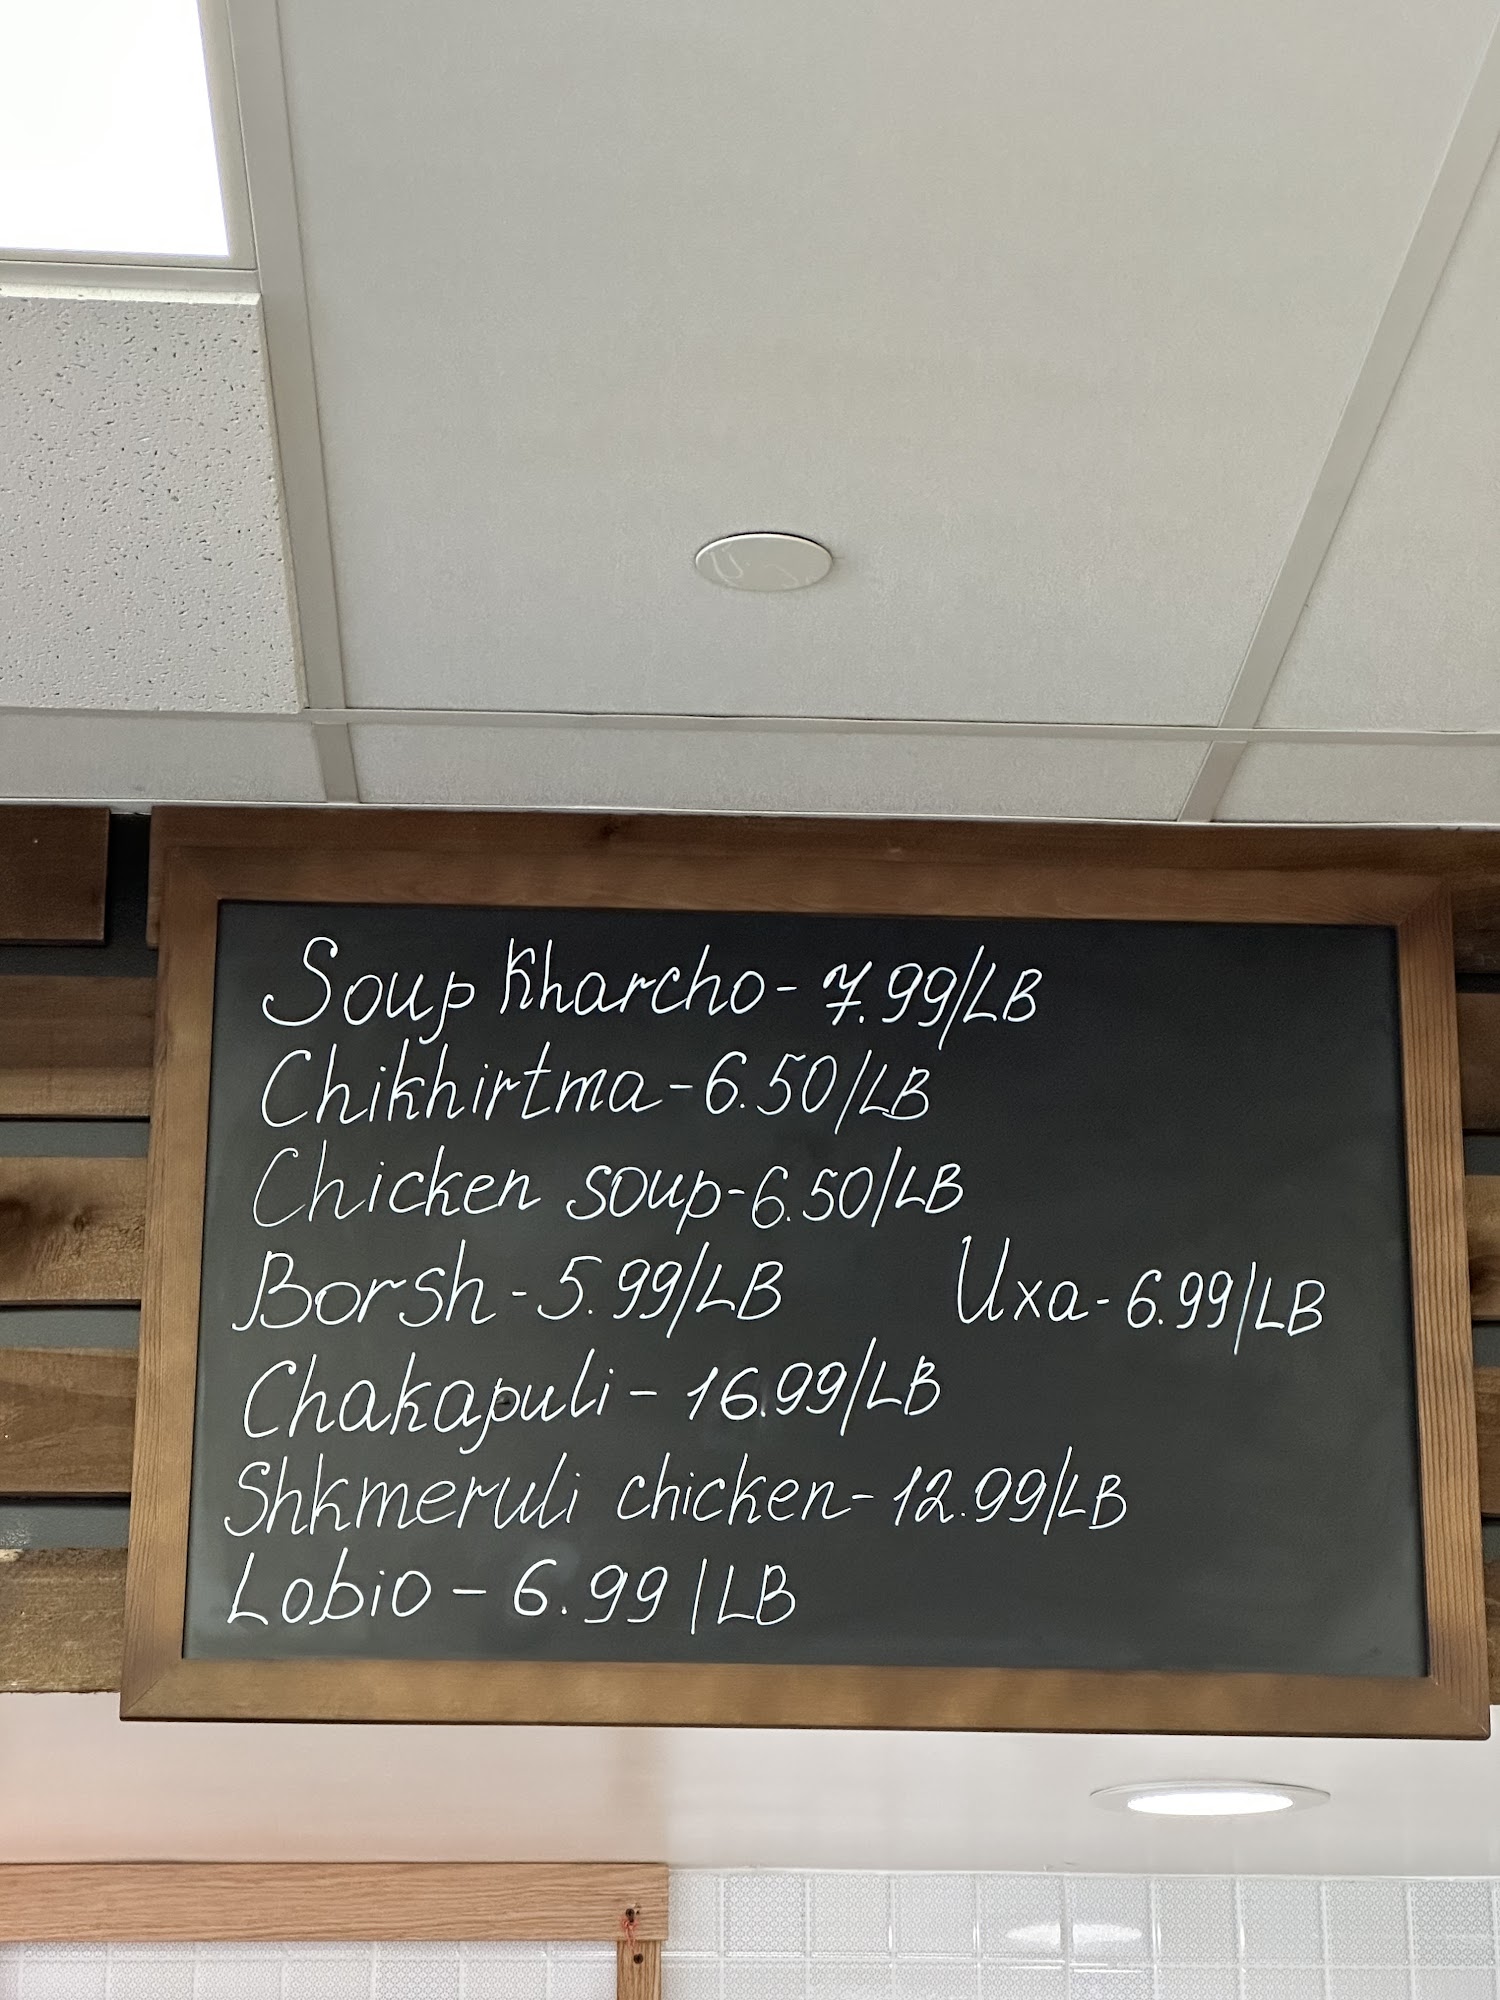 Soup Kharcho - 7.99/LB
Chikhirtma - 6.50/LB
Chicken soup - 6.50/LB
Borsh - 5.99/LB Uxa - 6.99/LB
Chakapuli - 16.99/LB
Shkmeruli chicken - 12.99/LB
Lobio - 6.99/LB